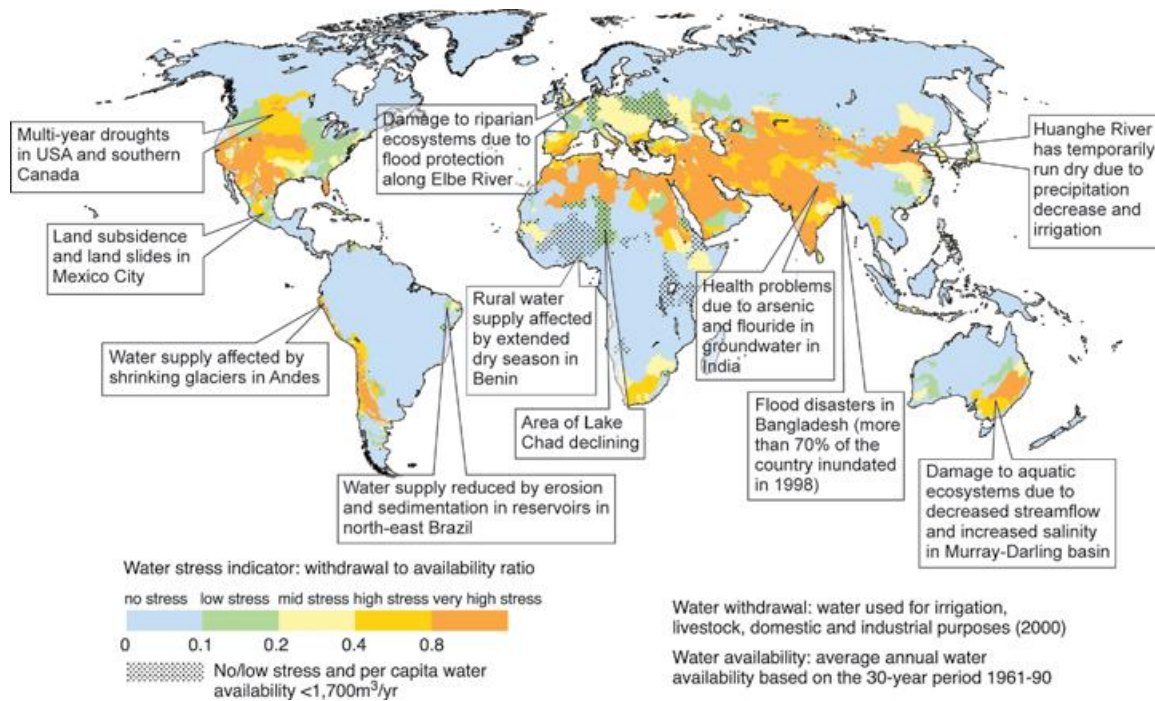 Multi-year droughts
in USA and southern
Canada
Damage to riparian
ecosystems due to
flood protection
along Elbe River
Huanghe River
has temporarily
run dry due to
precipitation
decrease and
irrigation
Land subsidence
and land slides in
Mexico City
Water supply affected by
shrinking glaciers in Andes
Rural water
supply affected
by extended
dry season in
Benin
Health problems
due to arsenic
and flouride in
groundwater in
India
Area of Lake
Chad declining
Flood disasters in
Bangladesh (more
than 70% of the
country inundated
in 1998)
Water supply reduced by erosion
and sedimentation in reservoirs in
north-east Brazil
Damage to aquatic
ecosystems due to
decreased streamflow
and increased salinity
in Murray-Darling basin
Water stress indicator: withdrawal to availability ratio
no stress low stress mid stress high stress very high stress
0 0.1 0.2 0.4 0.8
No/low stress and per capita water
availability <1,700m³/yr
Water withdrawal: water used for irrigation,
livestock, domestic and industrial purposes (2000)
Water availability: average annual water
availability based on the 30-year period 1961-90